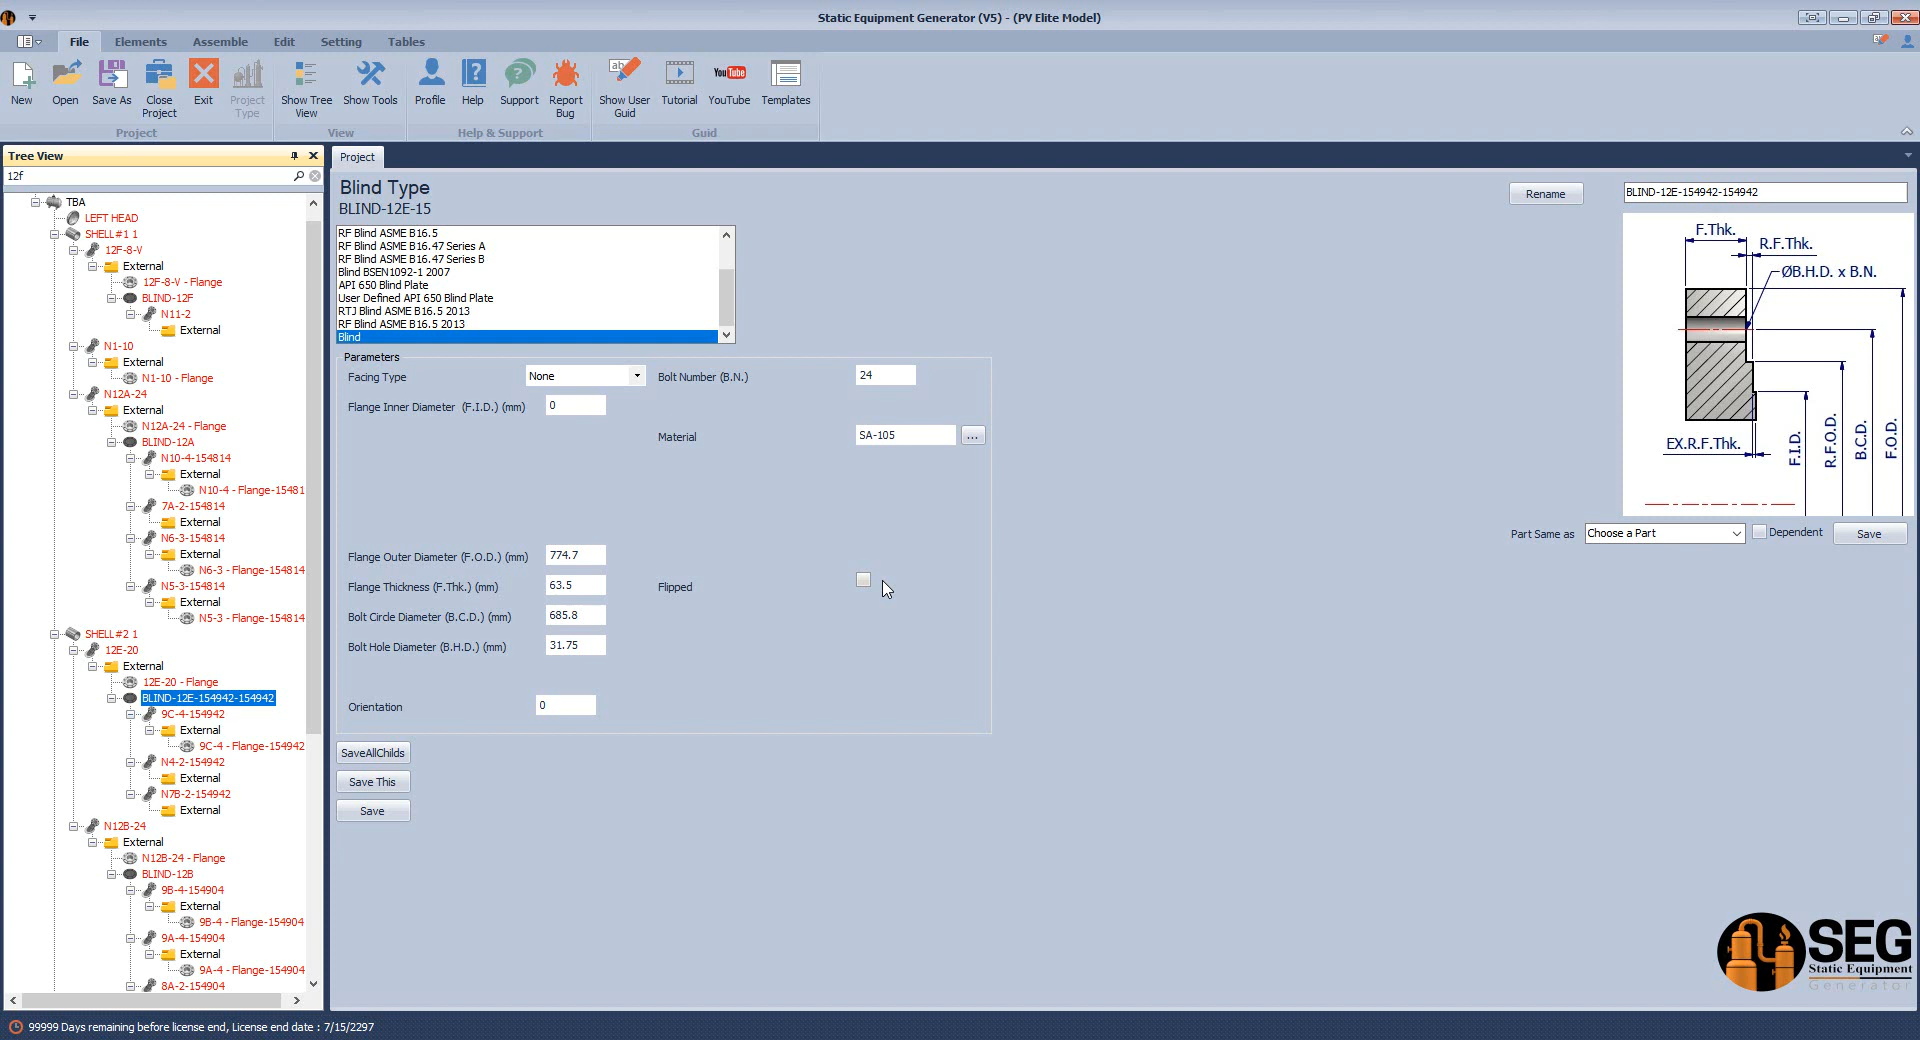 Static Equipment Generator (V5) - (PV Elite Model)
File Elements Assemble Edit Setting Tables
New Open Save As Close Project Exit Project Type Show Tree View Show Tools Profile Help Support Report Bug Show User Guid Tutorial YouTube Templates
Project View Help & Support Guid
Tree View
12f
TBA
LEFT HEAD
SHELL#1 1
12F-8-V
External
12F-8-V - Flange
BLIND-12F
N11-2
External
N1-10
External
N1-10 - Flange
N12A-24
External
N12A-24 - Flange
BLIND-12A
N10-4-154814
External
N10-4 - Flange-15481
7A-2-154814
External
N6-3-154814
External
N6-3 - Flange-154814
N5-3-154814
External
N5-3 - Flange-154814
SHELL#2 1
12E-20
External
12E-20 - Flange
BLIND-12E-154942-154942
9C-4-154942
External
9C-4 - Flange-154942
N4-2-154942
External
N7B-2-154942
External
N12B-24
External
N12B-24 - Flange
BLIND-12B
9B-4-154904
External
9B-4 - Flange-154904
9A-4-154904
External
9A-4 - Flange-154904
8A-2-154904
Project
Blind Type
BLIND-12E-15
RF Blind ASME B16.5
RF Blind ASME B16.47 Series A
RF Blind ASME B16.47 Series B
Blind BSEN1092-1 2007
API 650 Blind Plate
User Defined API 650 Blind Plate
RTJ Blind ASME B16.5 2013
RF Blind ASME B16.5 2013
Blind
Parameters
Facing Type None Bolt Number (B.N.) 24
Flange Inner Diameter (F.I.D.) (mm) 0
Material SA-105 ...
Flange Outer Diameter (F.O.D.) (mm) 774.7
Flange Thickness (F.Thk.) (mm) 63.5 Flipped
Bolt Circle Diameter (B.C.D.) (mm) 685.8
Bolt Hole Diameter (B.H.D.) (mm) 31.75
Orientation 0
SaveAllChilds
Save This
Save
Rename BLIND-12E-154942-154942
F.Thk.
R.F.Thk.
ØB.H.D. x B.N.
EX.R.F.Thk.
F.I.D.
R.F.O.D.
B.C.D.
F.O.D.
Part Same as Choose a Part Dependent Save
SEG
Static Equipment
Generator
99999 Days remaining before license end, License end date : 7/15/2297